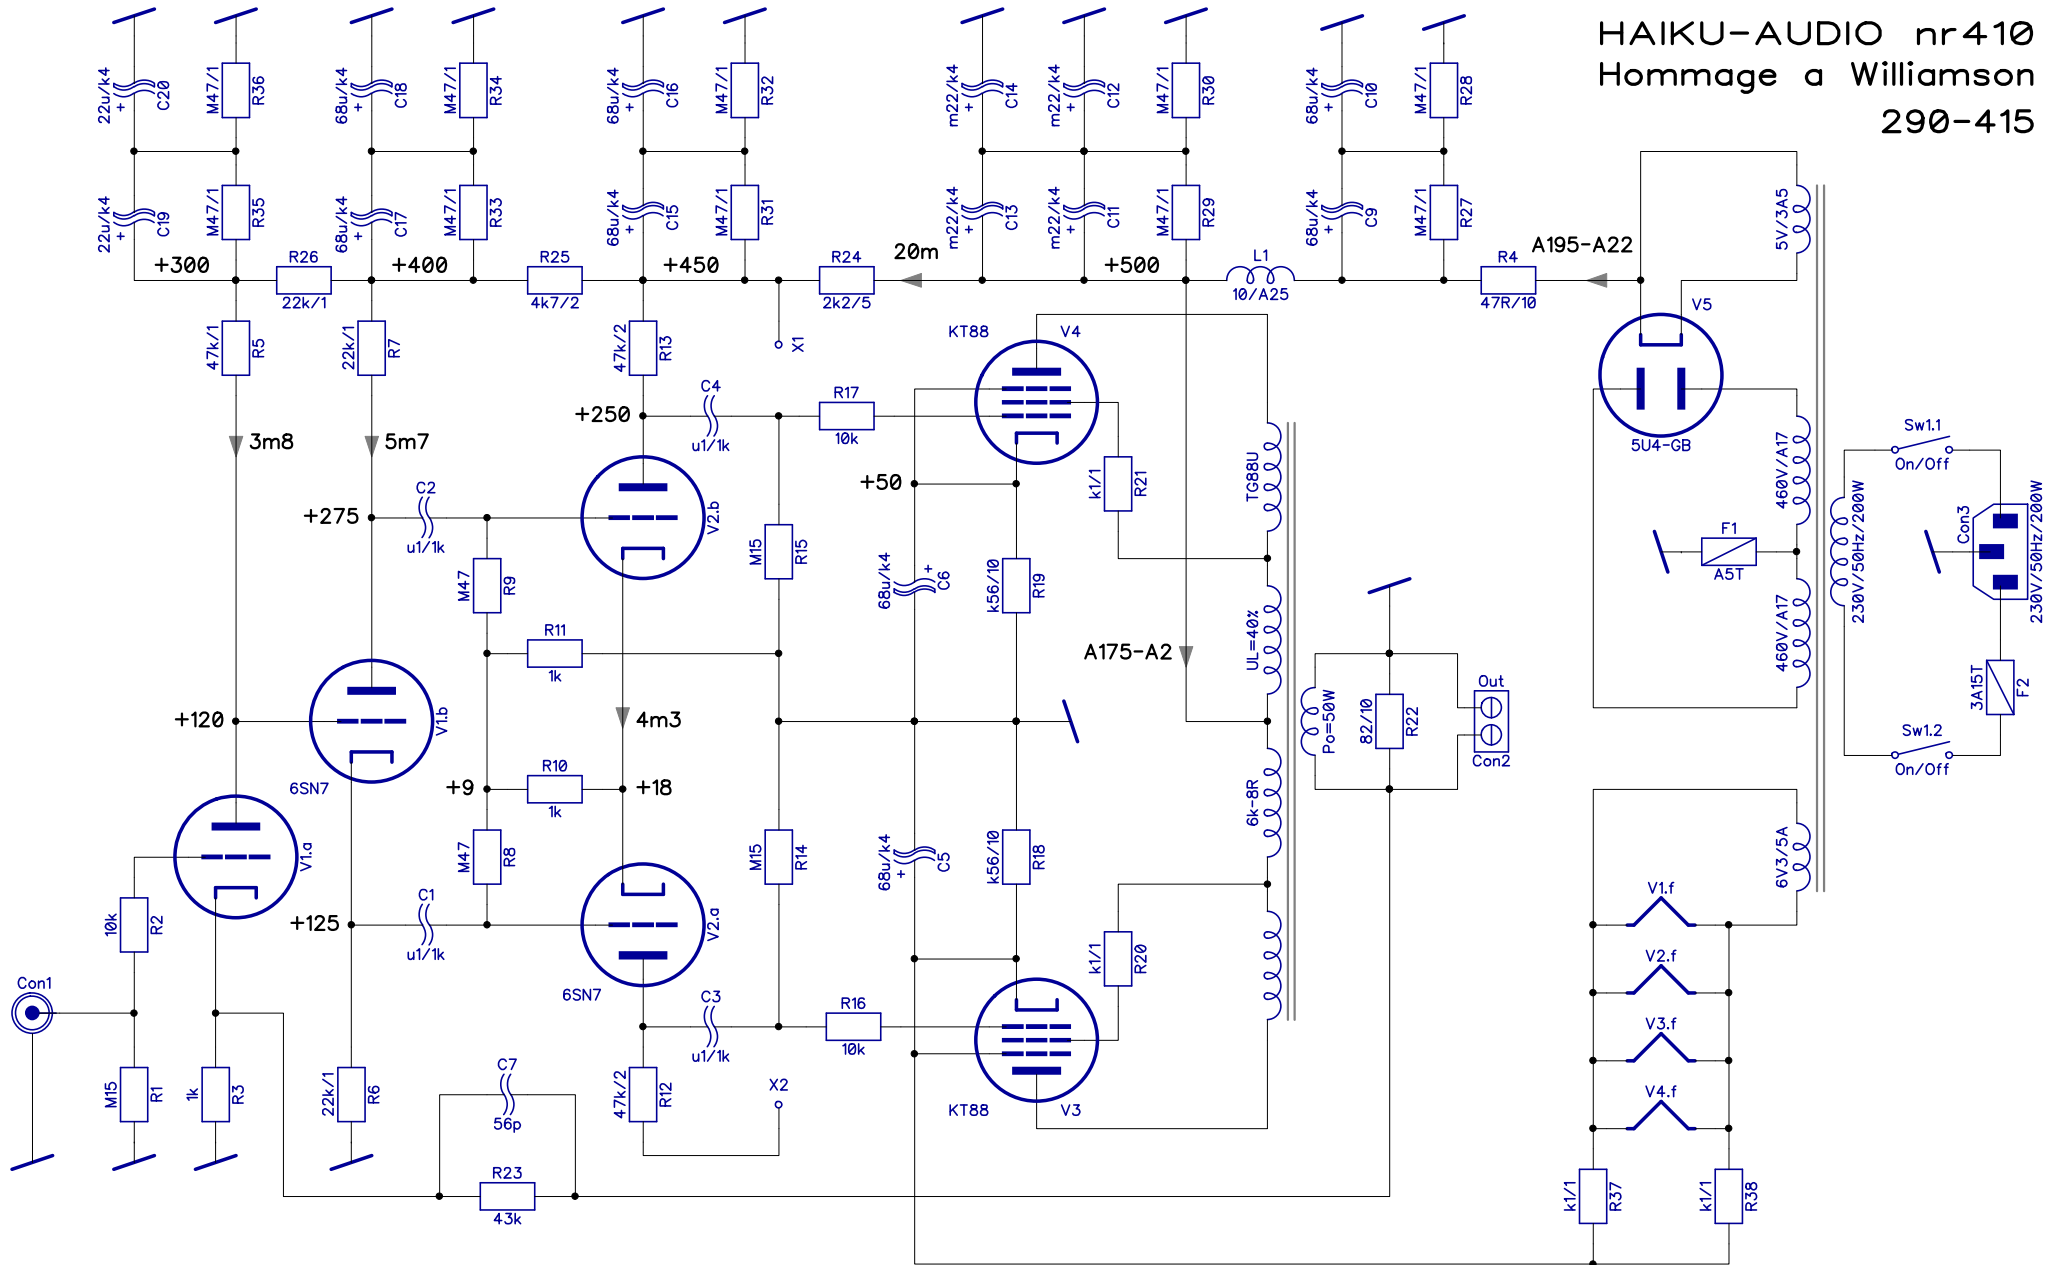 HAIKU-AUDIO nr410
Hommage a Williamson
290-415
22u/k4
C20
M47/1
R36
68u/k4
C18
M47/1
R34
68u/k4
C16
M47/1
R32
m22/k4
C14
m22/k4
C12
M47/1
R30
68u/k4
C10
M47/1
R28
22u/k4
C19
M47/1
R35
68u/k4
C17
M47/1
R33
68u/k4
C15
M47/1
R31
m22/k4
C13
m22/k4
C11
M47/1
R29
68u/k4
C9
M47/1
R27
5V/3A5
+300
R26
22k/1
+400
R25
4k7/2
+450
R24
2k2/5
20m
+500
L1
10/A25
R4
47R/10
A195-A22
V5
5U4-GB
47k/1
R5
22k/1
R7
47k/2
R13
X1
KT88
V4
C4
u1/1k
R17
10k
+250
3m8
5m7
+50
k1/1
R21
TG88U
460V/A17
Sw1.1
On/Off
+275
C2
u1/1k
V2.b
M15
R15
F1
A5T
230V/50Hz/200W
Con3
230V/50Hz/200W
M47
R9
68u/k4
C6
k56/10
R19
UL=40%
460V/A17
R11
1k
A175-A2
3A15T
F2
+120
V1.b
6SN7
4m3
Po=50W
82/10
R22
Out
Con2
Sw1.2
On/Off
+9
R10
1k
+18
6k-8R
V1.a
M47
R8
M15
R14
68u/k4
C5
k56/10
R18
6V3/5A
10k
R2
+125
C1
u1/1k
V2.a
6SN7
k1/1
R20
V1.f
V2.f
V3.f
V4.f
Con1
C3
u1/1k
R16
10k
KT88
V3
M15
R1
1k
R3
22k/1
R6
C7
56p
47k/2
R12
X2
R23
43k
k1/1
R37
k1/1
R38